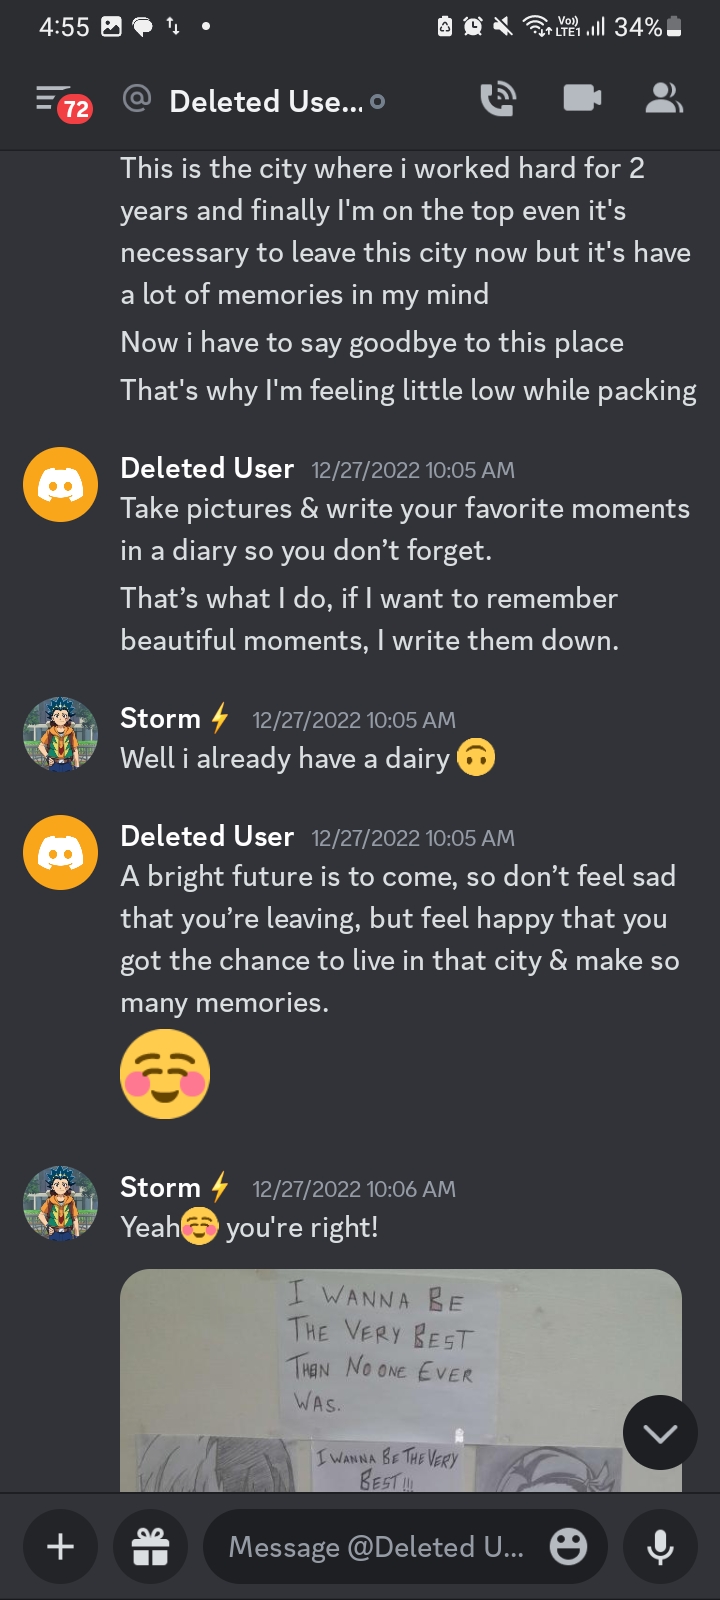 4:55
Vo))
LTE1
34%
72
@ Deleted Use...
This is the city where i worked hard for 2
years and finally I'm on the top even it's
necessary to leave this city now but it's have
a lot of memories in my mind
Now i have to say goodbye to this place
That's why I'm feeling little low while packing
Deleted User 12/27/2022 10:05 AM
Take pictures & write your favorite moments
in a diary so you don’t forget.
That’s what I do, if I want to remember
beautiful moments, I write them down.
Storm⚡ 12/27/2022 10:05 AM
Well i already have a dairy 🙃
Deleted User 12/27/2022 10:05 AM
A bright future is to come, so don’t feel sad
that you’re leaving, but feel happy that you
got the chance to live in that city & make so
many memories.
☺️
Storm⚡ 12/27/2022 10:06 AM
Yeah☺️ you're right!
I WANNA BE
THE VERY BEST
THAN NO ONE EVER
WAS.
I WANNA BE THE VERY
BEST!!!
Message @Deleted U...